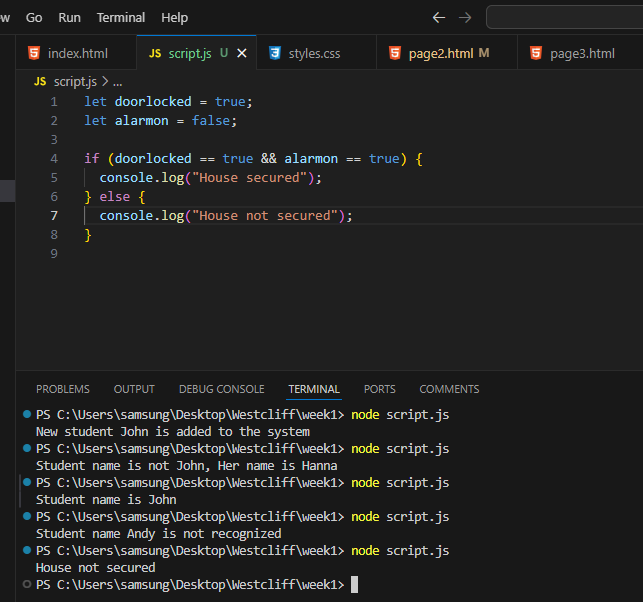 w Go Run Terminal Help
index.html JS script.js U styles.css page2.html M page3.html
JS script.js > ...
1 let doorlocked = true;
2 let alarmon = false;
3
4 if (doorlocked == true && alarmon == true) {
5 console.log("House secured");
6 } else {
7 console.log("House not secured");
8 }
9
PROBLEMS OUTPUT DEBUG CONSOLE TERMINAL PORTS COMMENTS
PS C:\Users\samsung\Desktop\Westcliff\week1> node script.js
New student John is added to the system
PS C:\Users\samsung\Desktop\Westcliff\week1> node script.js
Student name is not John, Her name is Hanna
PS C:\Users\samsung\Desktop\Westcliff\week1> node script.js
Student name is John
PS C:\Users\samsung\Desktop\Westcliff\week1> node script.js
Student name Andy is not recognized
PS C:\Users\samsung\Desktop\Westcliff\week1> node script.js
House not secured
PS C:\Users\samsung\Desktop\Westcliff\week1>